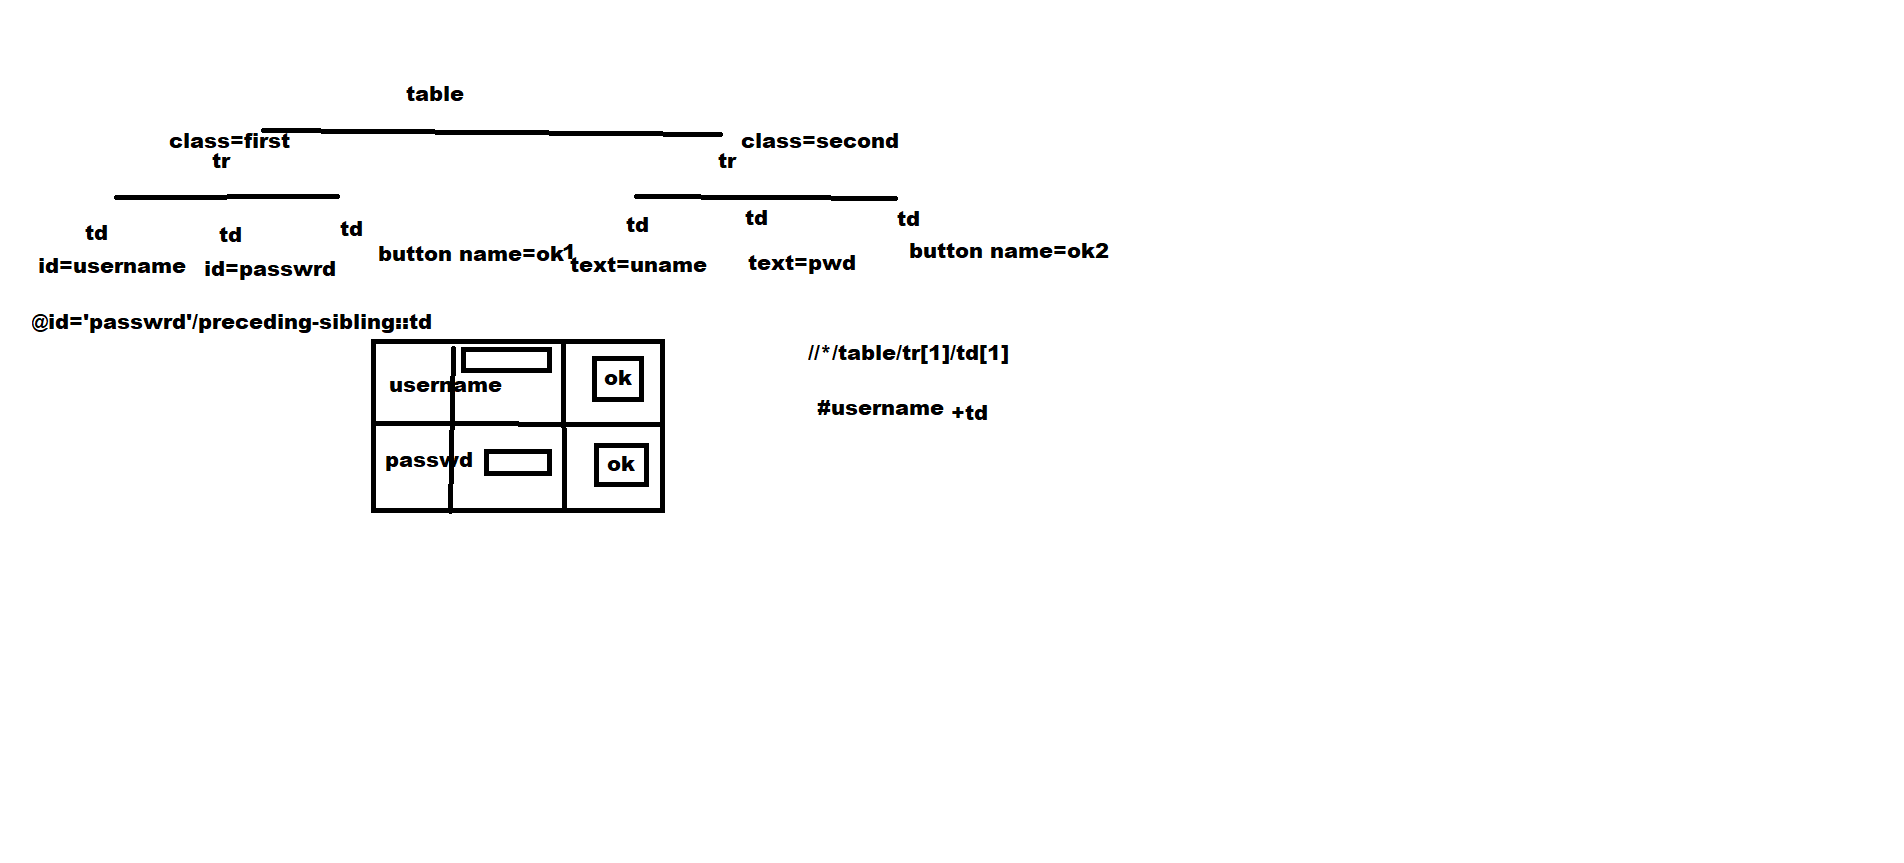 table
class=first
class=second
tr
tr
td
td
td
td
td
td
id=username
id=passwrd
button name=ok1
text=uname
text=pwd
button name=ok2
@id='passwrd'/preceding-sibling::td
//*/table/tr[1]/td[1]
username
ok
#username +td
passwd
ok